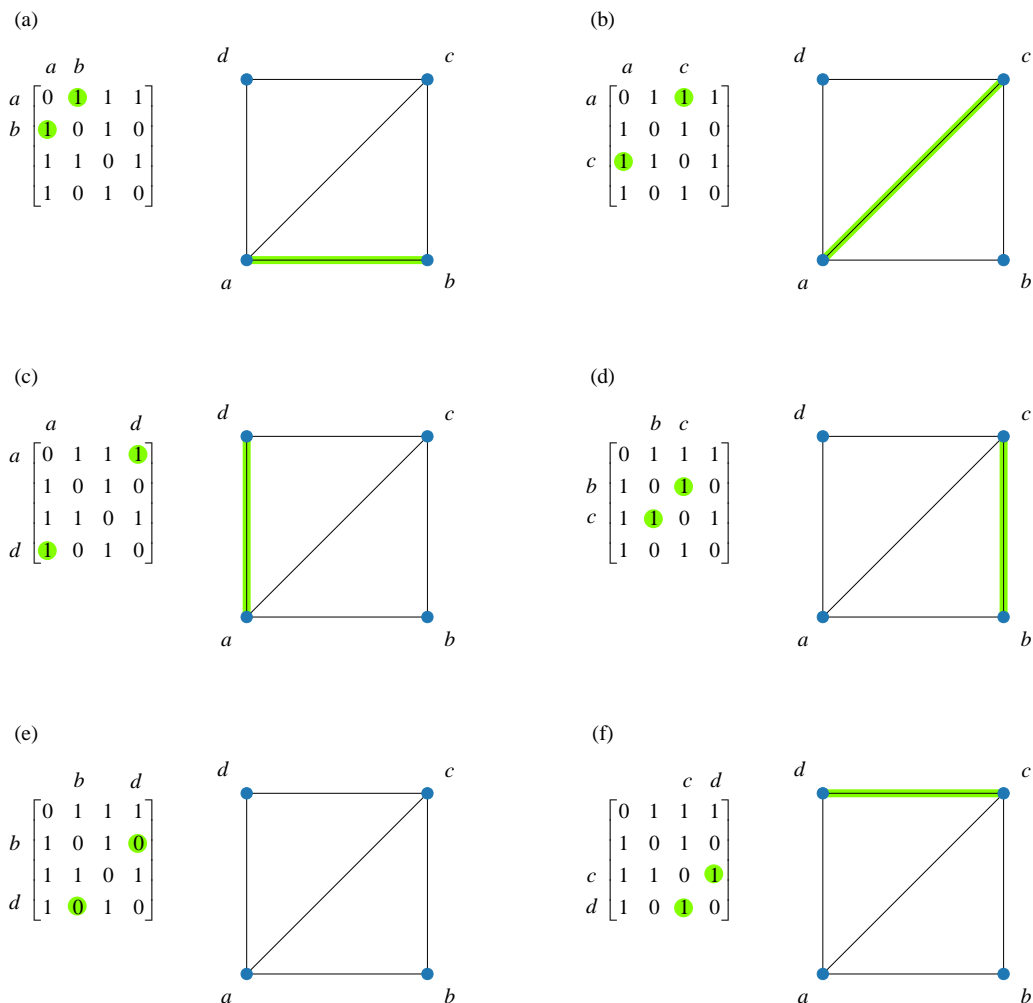 (a)
a b
a 0 1 1 1
b 1 0 1 0
1 1 0 1
1 0 1 0
d c
a b
(b)
a c
a 0 1 1 1
1 0 1 0
c 1 1 0 1
1 0 1 0
d c
a b
(c)
a d
a 0 1 1 1
1 0 1 0
1 1 0 1
d 1 0 1 0
d c
a b
(d)
b c
0 1 1 1
b 1 0 1 0
c 1 1 0 1
1 0 1 0
d c
a b
(e)
b d
0 1 1 1
b 1 0 1 0
1 1 0 1
d 1 0 1 0
d c
a b
(f)
c d
0 1 1 1
1 0 1 0
c 1 1 0 1
d 1 0 1 0
d c
a b